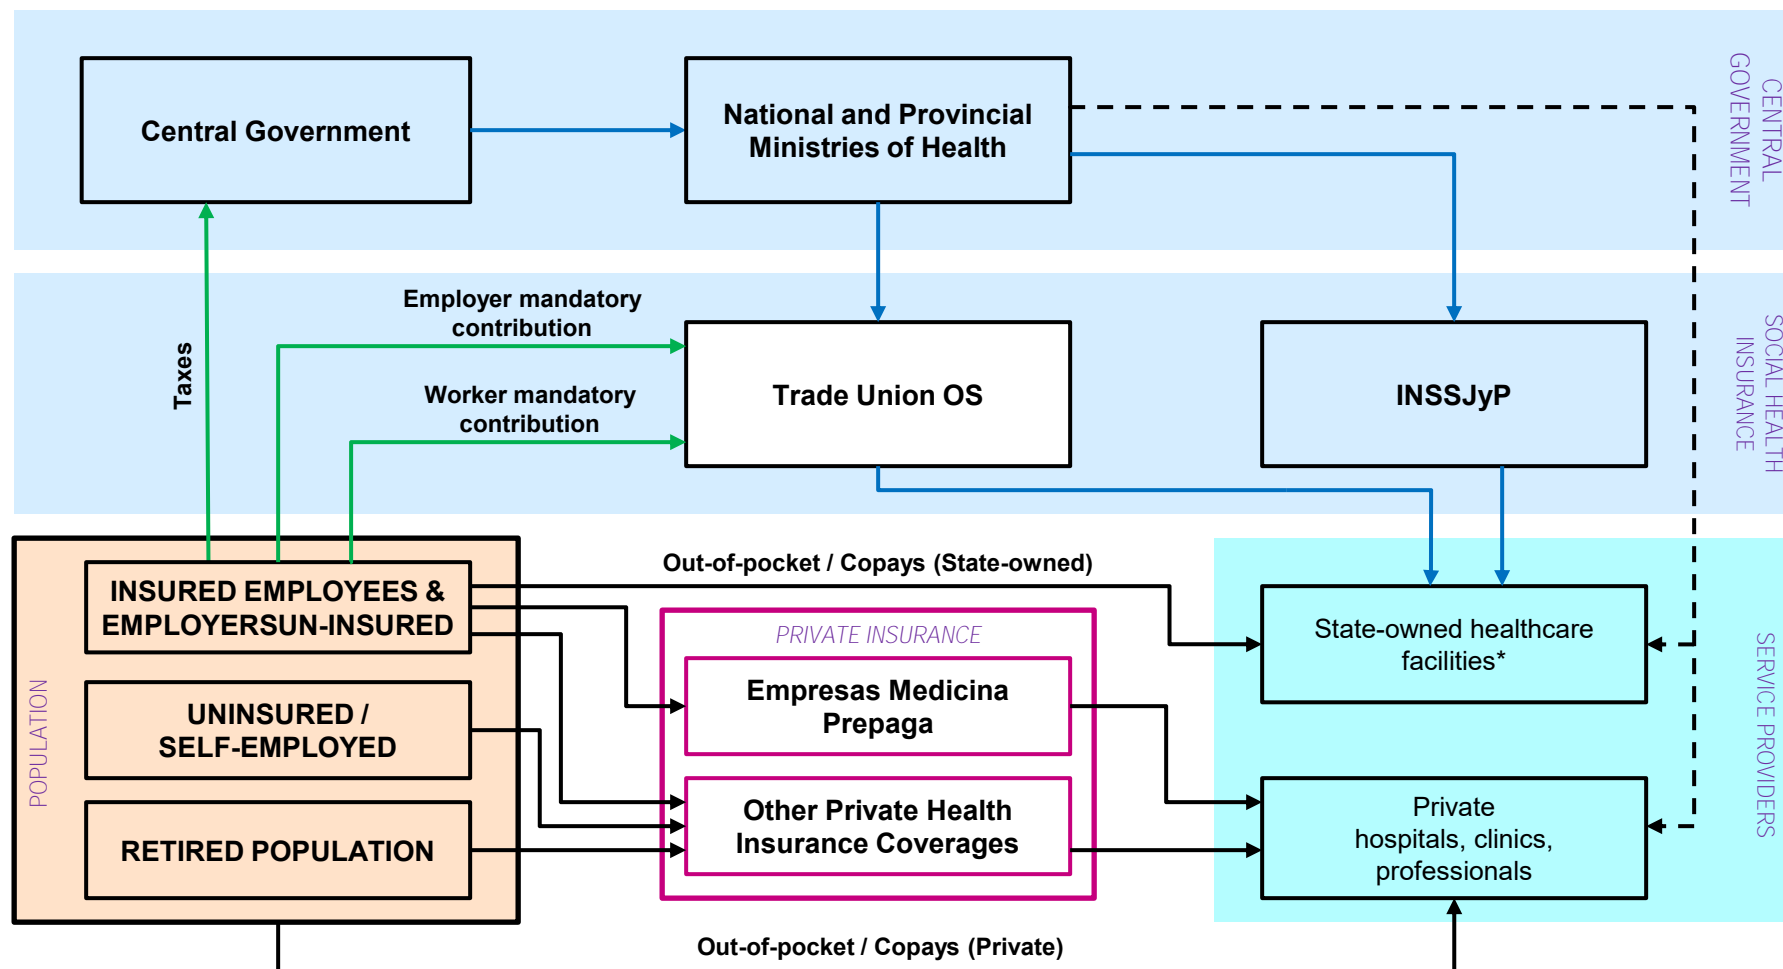 Central Government
National and Provincial
Ministries of Health
CENTRAL
GOVERNMENT
Taxes
Employer mandatory
contribution
Worker mandatory
contribution
Trade Union OS
INSSJyP
SOCIAL HEALTH
INSURANCE
POPULATION
INSURED EMPLOYEES &
EMPLOYERSUN-INSURED
UNINSURED /
SELF-EMPLOYED
RETIRED POPULATION
Out-of-pocket / Copays (State-owned)
PRIVATE INSURANCE
Empresas Medicina
Prepaga
Other Private Health
Insurance Coverages
State-owned healthcare
facilities*
Private
hospitals, clinics,
professionals
SERVICE PROVIDERS
Out-of-pocket / Copays (Private)